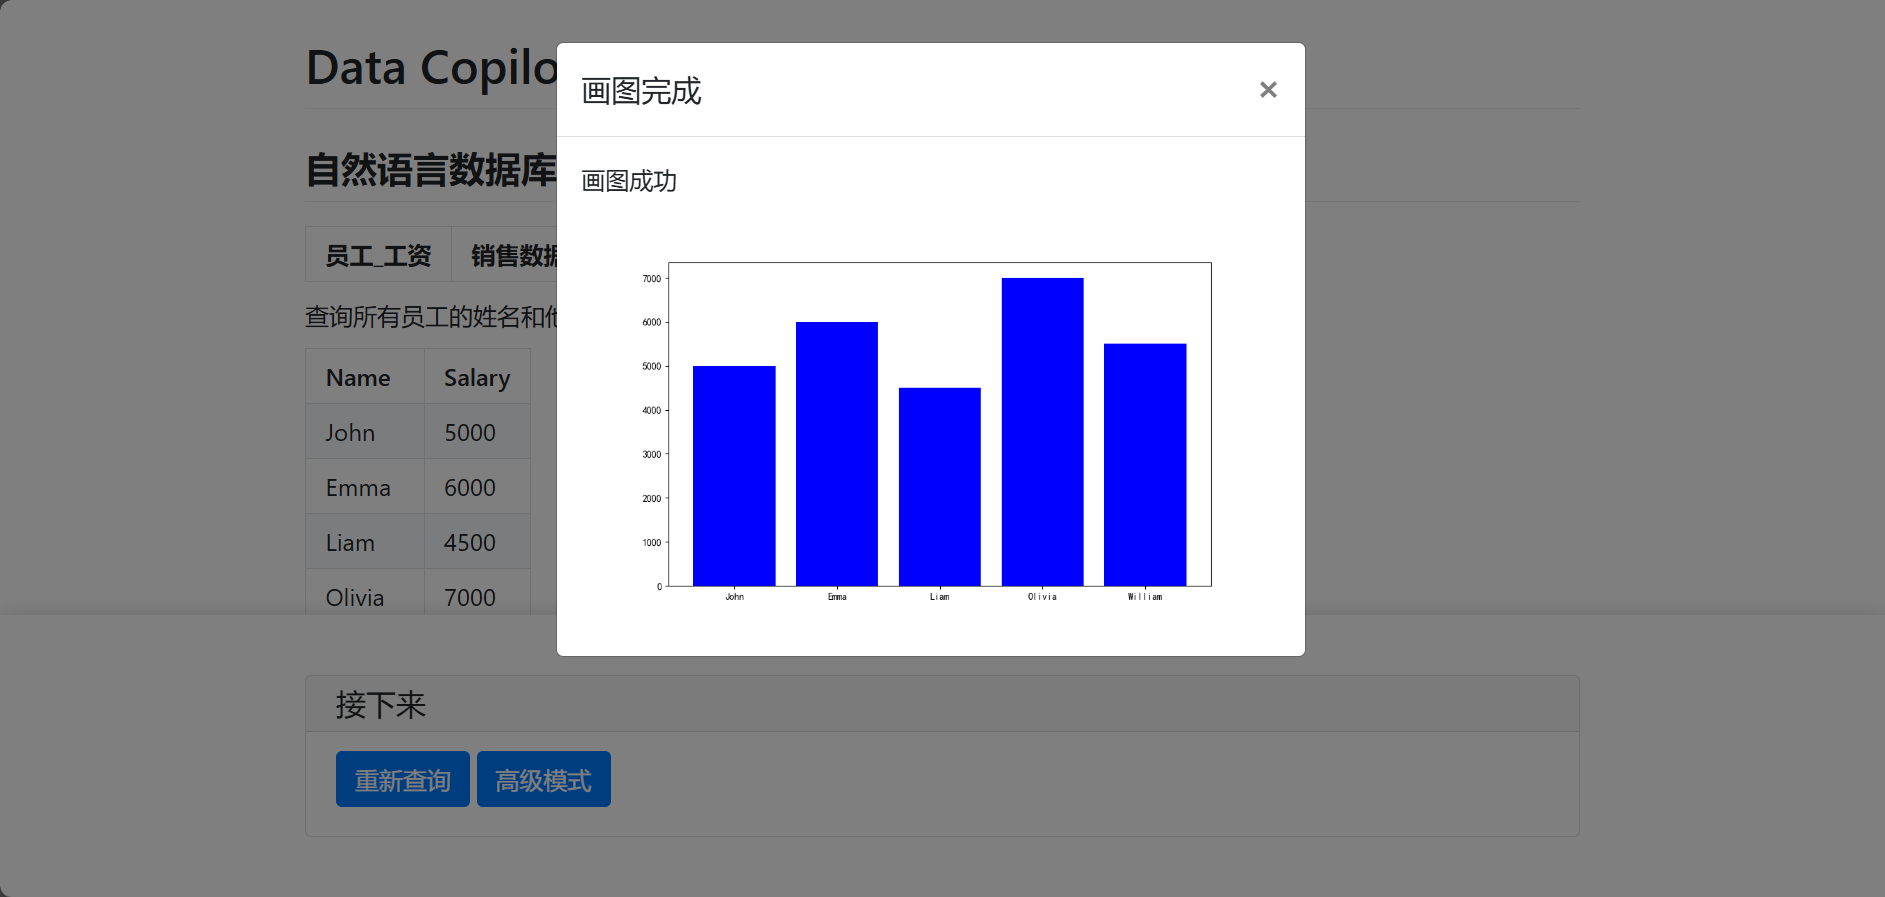 Data Copilo
自然语言数据库
员工_工资 销售数据
查询所有员工的姓名和他
Name Salary
John 5000
Emma 6000
Liam 4500
Olivia 7000
画图完成 ×
画图成功
7000
6000
5000
4000
3000
2000
1000
0
John Emma Liam Olivia William
接下来
重新查询 高级模式